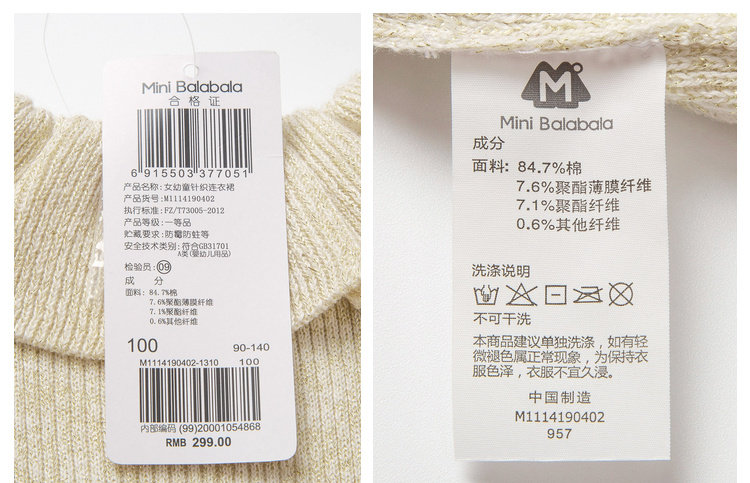 Mini Balabala
合格证
6 915503 377051
产品名称: 女幼童针织连衣裙
产品货号: M1114190402
执行标准: FZ/T73005-2012
产品等级: 一等品
贮藏要求: 防霉防蛀等
安全技术类别: 符合GB31701
A类(婴幼儿用品)
检验员: 09
成 分
面料: 84.7%棉
7.6%聚酯薄膜纤维
7.1%聚酯纤维
0.6%其他纤维
100 90-140
M1114190402-1310 100
内部编码 (99)20001054868
RMB 299.00
M
Mini Balabala
成分
面料: 84.7%棉
7.6%聚酯薄膜纤维
7.1%聚酯纤维
0.6%其他纤维
洗涤说明
不可干洗
本商品建议单独洗涤，如有轻
微褪色属正常现象，为保持衣
服色泽，衣服不宜久浸。
中国制造
M1114190402
957